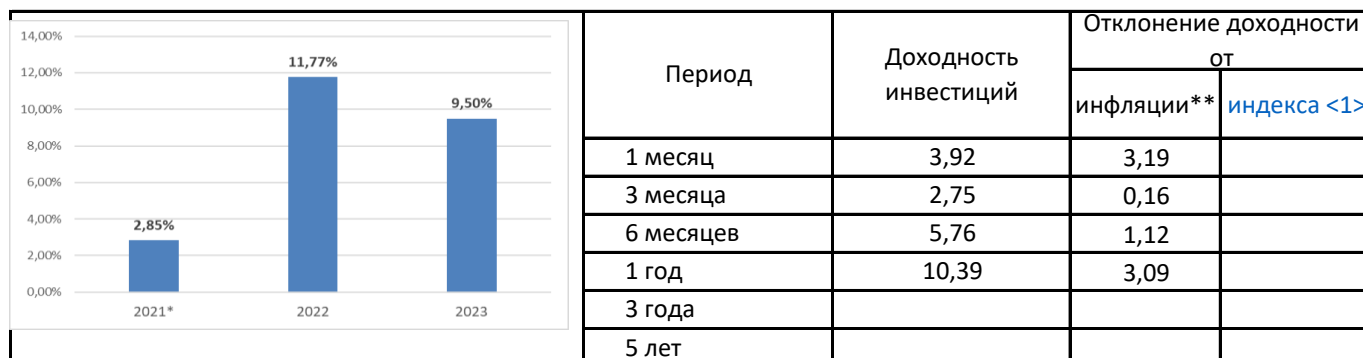 14,00%
12,00%
10,00%
8,00%
6,00%
4,00%
2,00%
0,00%
2,85%
11,77%
9,50%
2021*
2022
2023
Период
Доходность
инвестиций
Отклонение доходности
от
инфляции**
индекса <1>
1 месяц 3,92 3,19
3 месяца 2,75 0,16
6 месяцев 5,76 1,12
1 год 10,39 3,09
3 года
5 лет